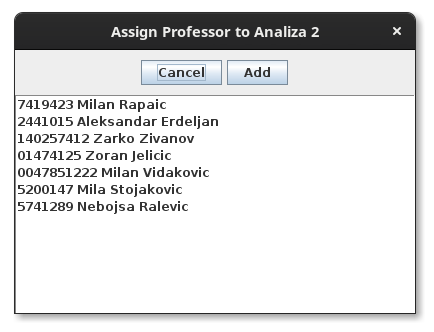 Assign Professor to Analiza 2
×
Cancel Add
7419423 Milan Rapaic
2441015 Aleksandar Erdeljan
140257412 Zarko Zivanov
01474125 Zoran Jelicic
0047851222 Milan Vidakovic
5200147 Mila Stojakovic
5741289 Nebojsa Ralevic